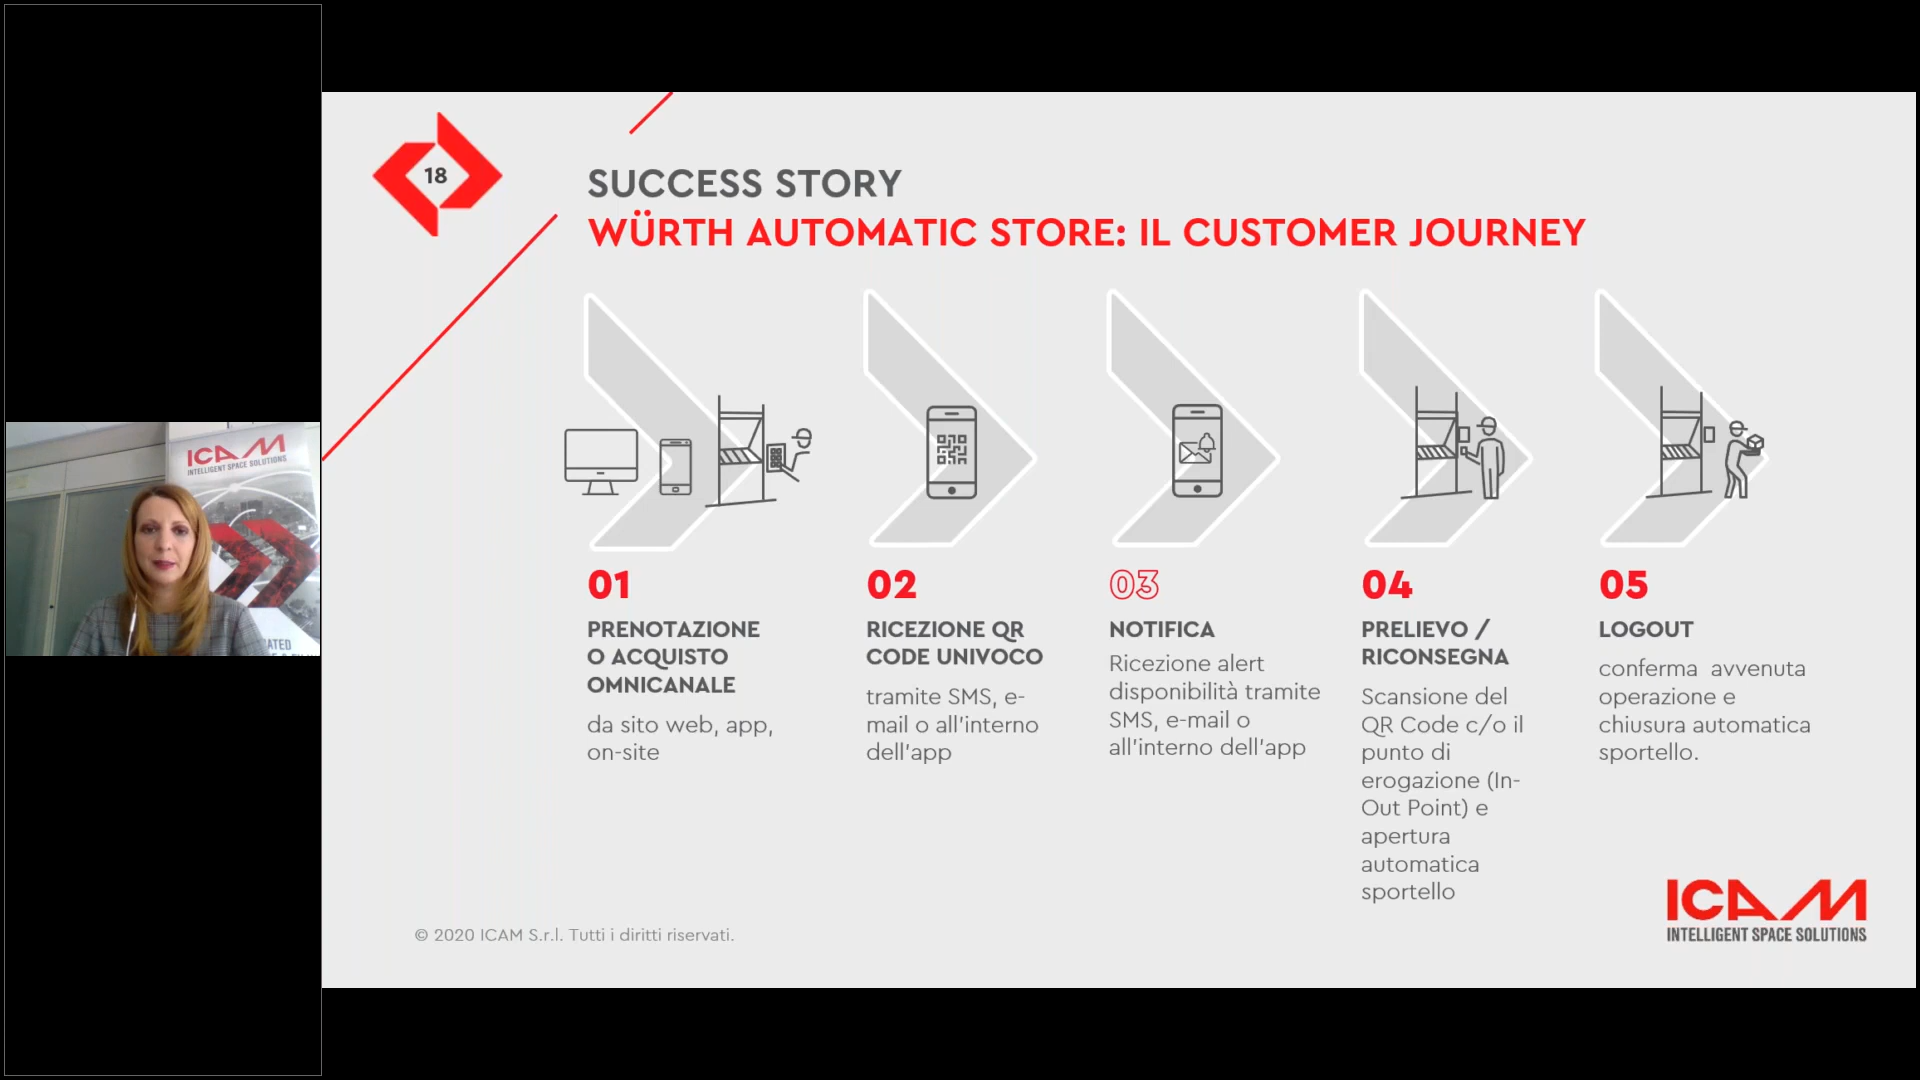 18
SUCCESS STORY
WÜRTH AUTOMATIC STORE: IL CUSTOMER JOURNEY
01
PRENOTAZIONE
O ACQUISTO
OMNICANALE
da sito web, app,
on-site
02
RICEZIONE QR
CODE UNIVOCO
tramite SMS, e-
mail o all'interno
dell'app
03
NOTIFICA
Ricezione alert
disponibilità tramite
SMS, e-mail o
all'interno dell'app
04
PRELIEVO /
RICONSEGNA
Scansione del
QR Code c/o il
punto di
erogazione (In-
Out Point) e
apertura
automatica
sportello
05
LOGOUT
conferma avvenuta
operazione e
chiusura automatica
sportello.
© 2020 ICAM S.r.l. Tutti i diritti riservati.
ICAM
INTELLIGENT SPACE SOLUTIONS
ICAM
INTELLIGENT SPACE SOLUTIONS